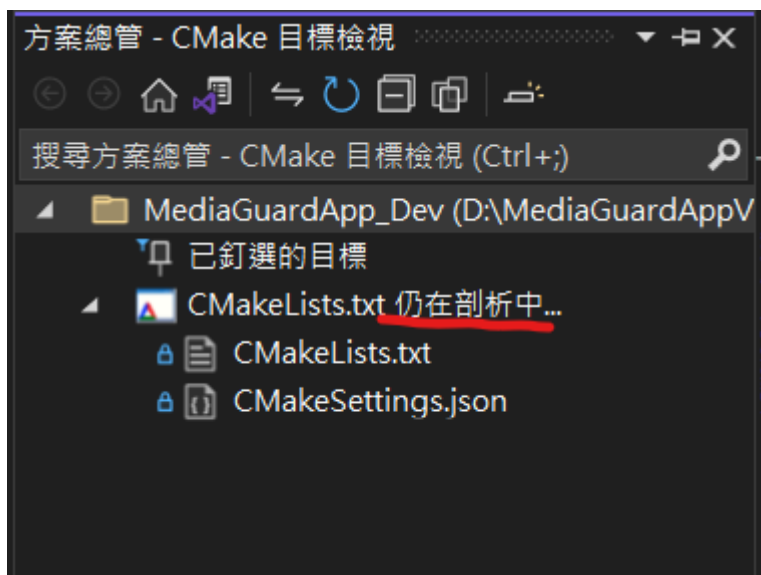 方案總管 - CMake 目標檢視
搜尋方案總管 - CMake 目標檢視 (Ctrl+;)
MediaGuardApp_Dev (D:\MediaGuardAppV
已釘選的目標
CMakeLists.txt 仍在剖析中...
CMakeLists.txt
CMakeSettings.json